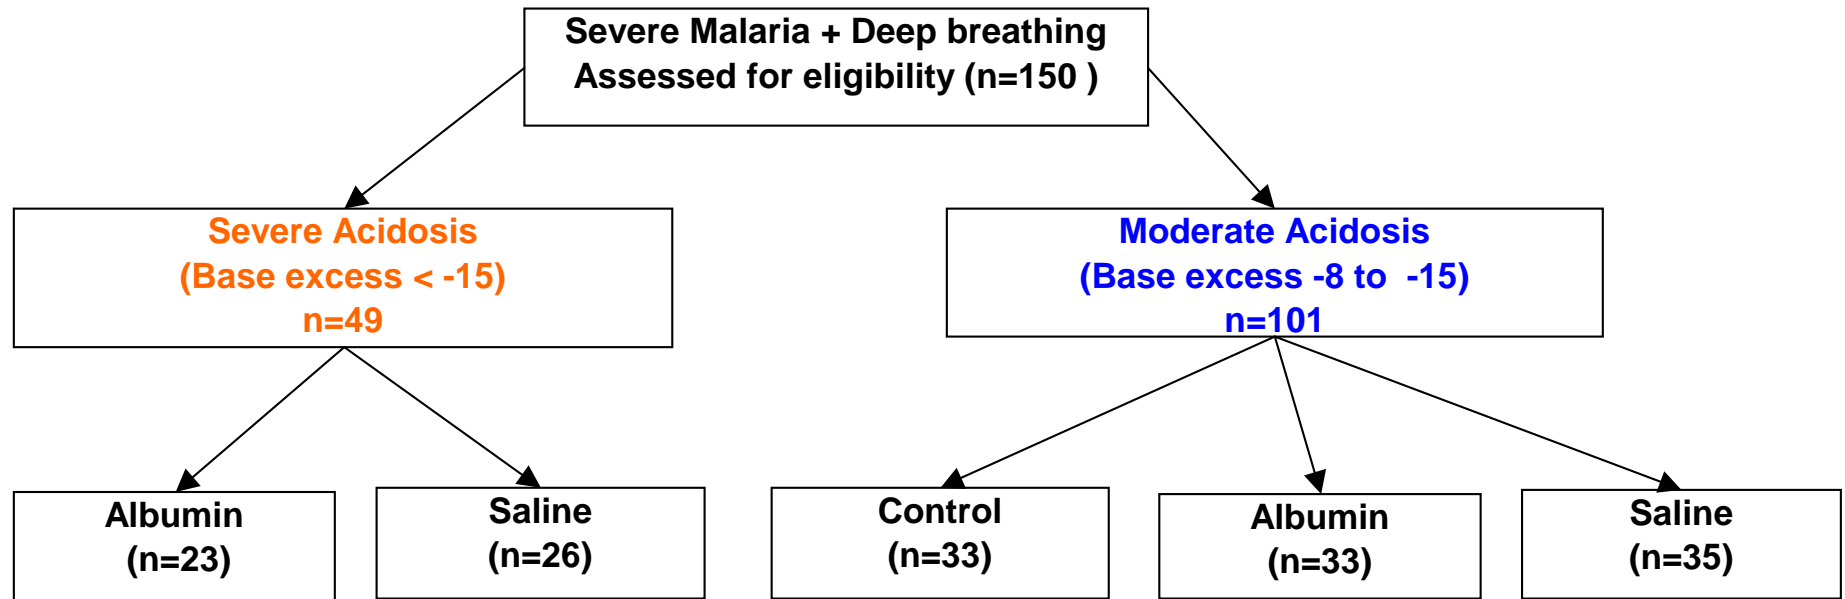 Severe Malaria + Deep breathing
Assessed for eligibility (n=150 )
Severe Acidosis
(Base excess < -15)
n=49
Moderate Acidosis
(Base excess -8 to  -15)
n=101
Albumin
(n=23)
Saline
(n=26)
Control
(n=33)
Albumin
(n=33)
Saline
(n=35)